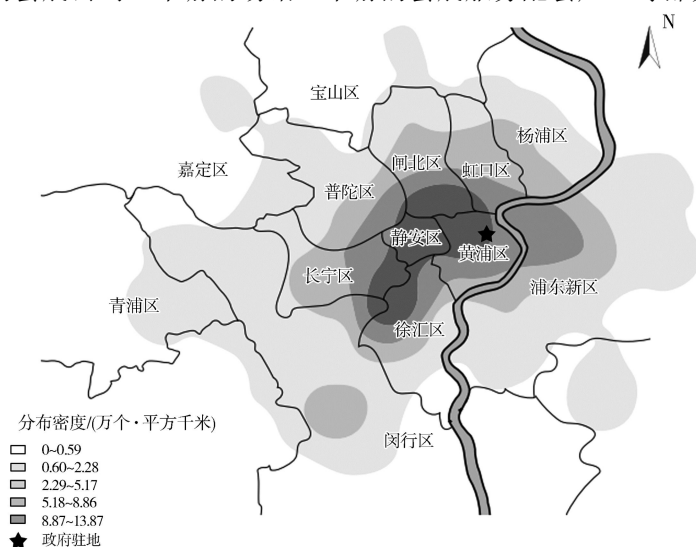 N
宝山区
杨浦区
闸北区
虹口区
嘉定区
普陀区
静安区
黄浦区
长宁区
浦东新区
青浦区
徐汇区
闵行区
分布密度/(万个·平方千米)
0~0.59
0.60~2.28
2.29~5.17
5.18~8.86
8.87~13.87
政府驻地